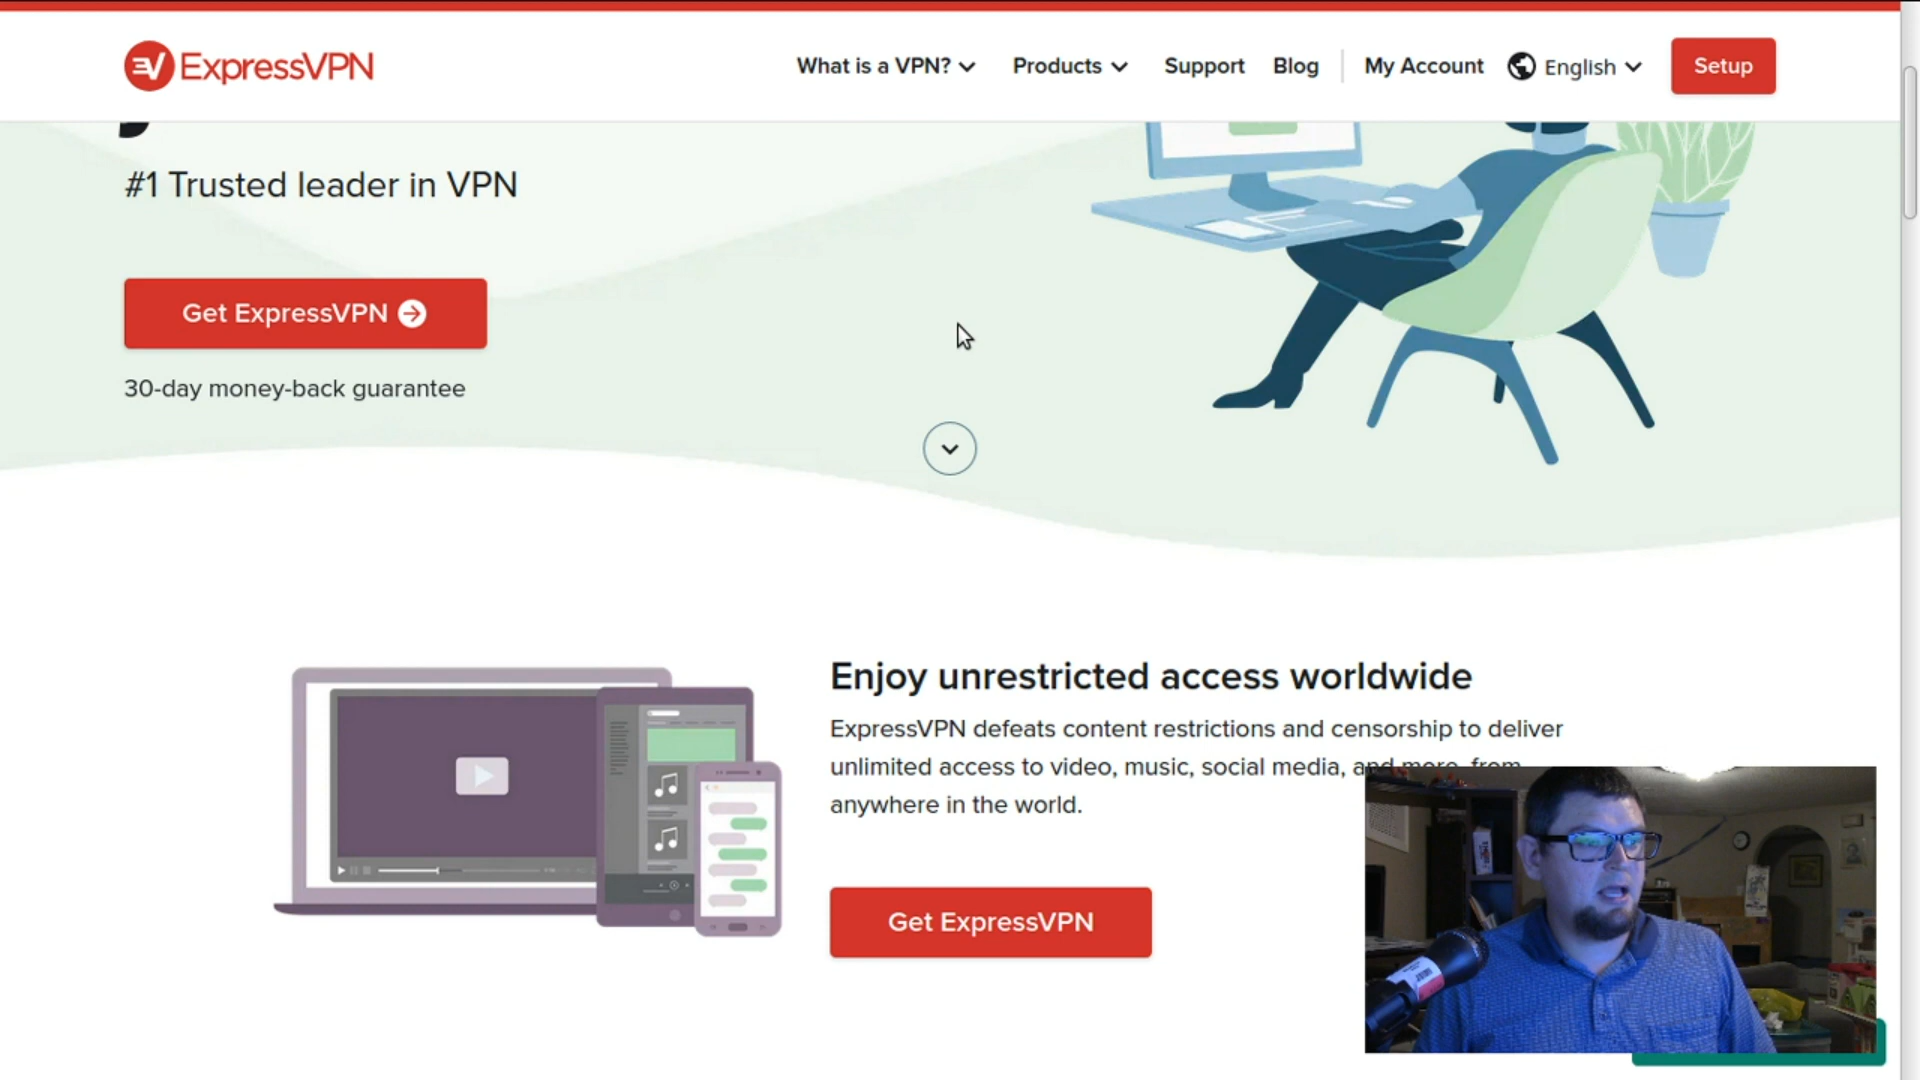 ExpressVPN
What is a VPN?
Products
Support
Blog
My Account
English
Setup
#1 Trusted leader in VPN
Get ExpressVPN
30-day money-back guarantee
Enjoy unrestricted access worldwide
ExpressVPN defeats content restrictions and censorship to deliver
unlimited access to video, music, social media, and more, from
anywhere in the world.
Get ExpressVPN